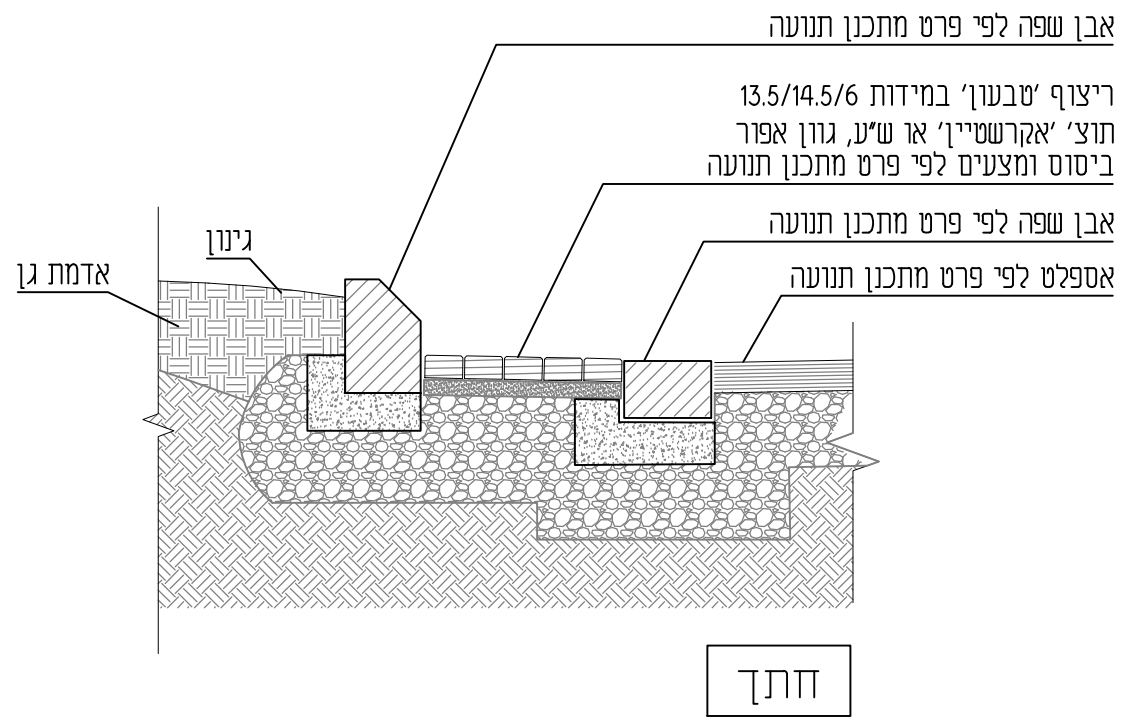 אבן שפה לפי פרט מתכנן תנועה
ריצוף 'טבעון' במידות 13.5/14.5/6
תוצ' 'אקרשטיין' או ש"ע, גוון אפור
ביסוס ומצעים לפי פרט מתכנן תנועה
אבן שפה לפי פרט מתכנן תנועה
אספלט לפי פרט מתכנן תנועה
גינון
אדמת גן
חתך